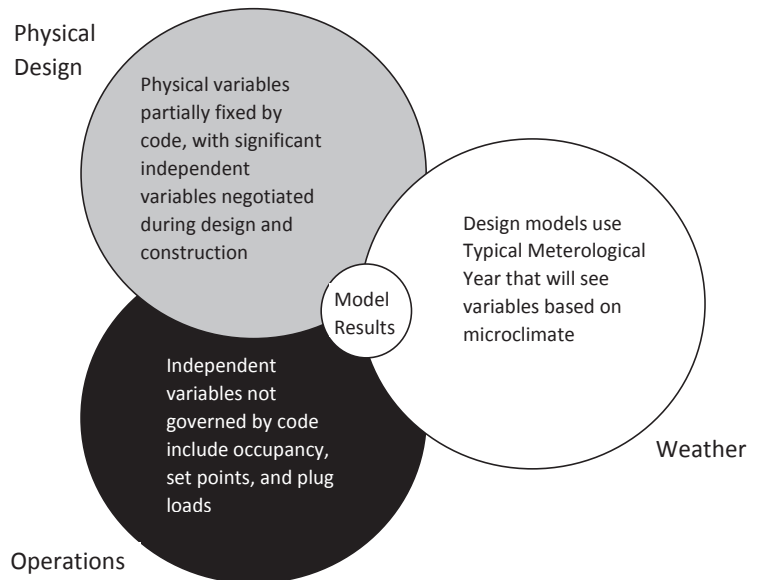 Physical
Design
Physical variables
partially fixed by
code, with significant
independent
variables negotiated
during design and
construction
Design models use
Typical Meterological
Year that will see
variables based on
microclimate
Model
Results
Independent
variables not
governed by code
include occupancy,
set points, and plug
loads
Weather
Operations